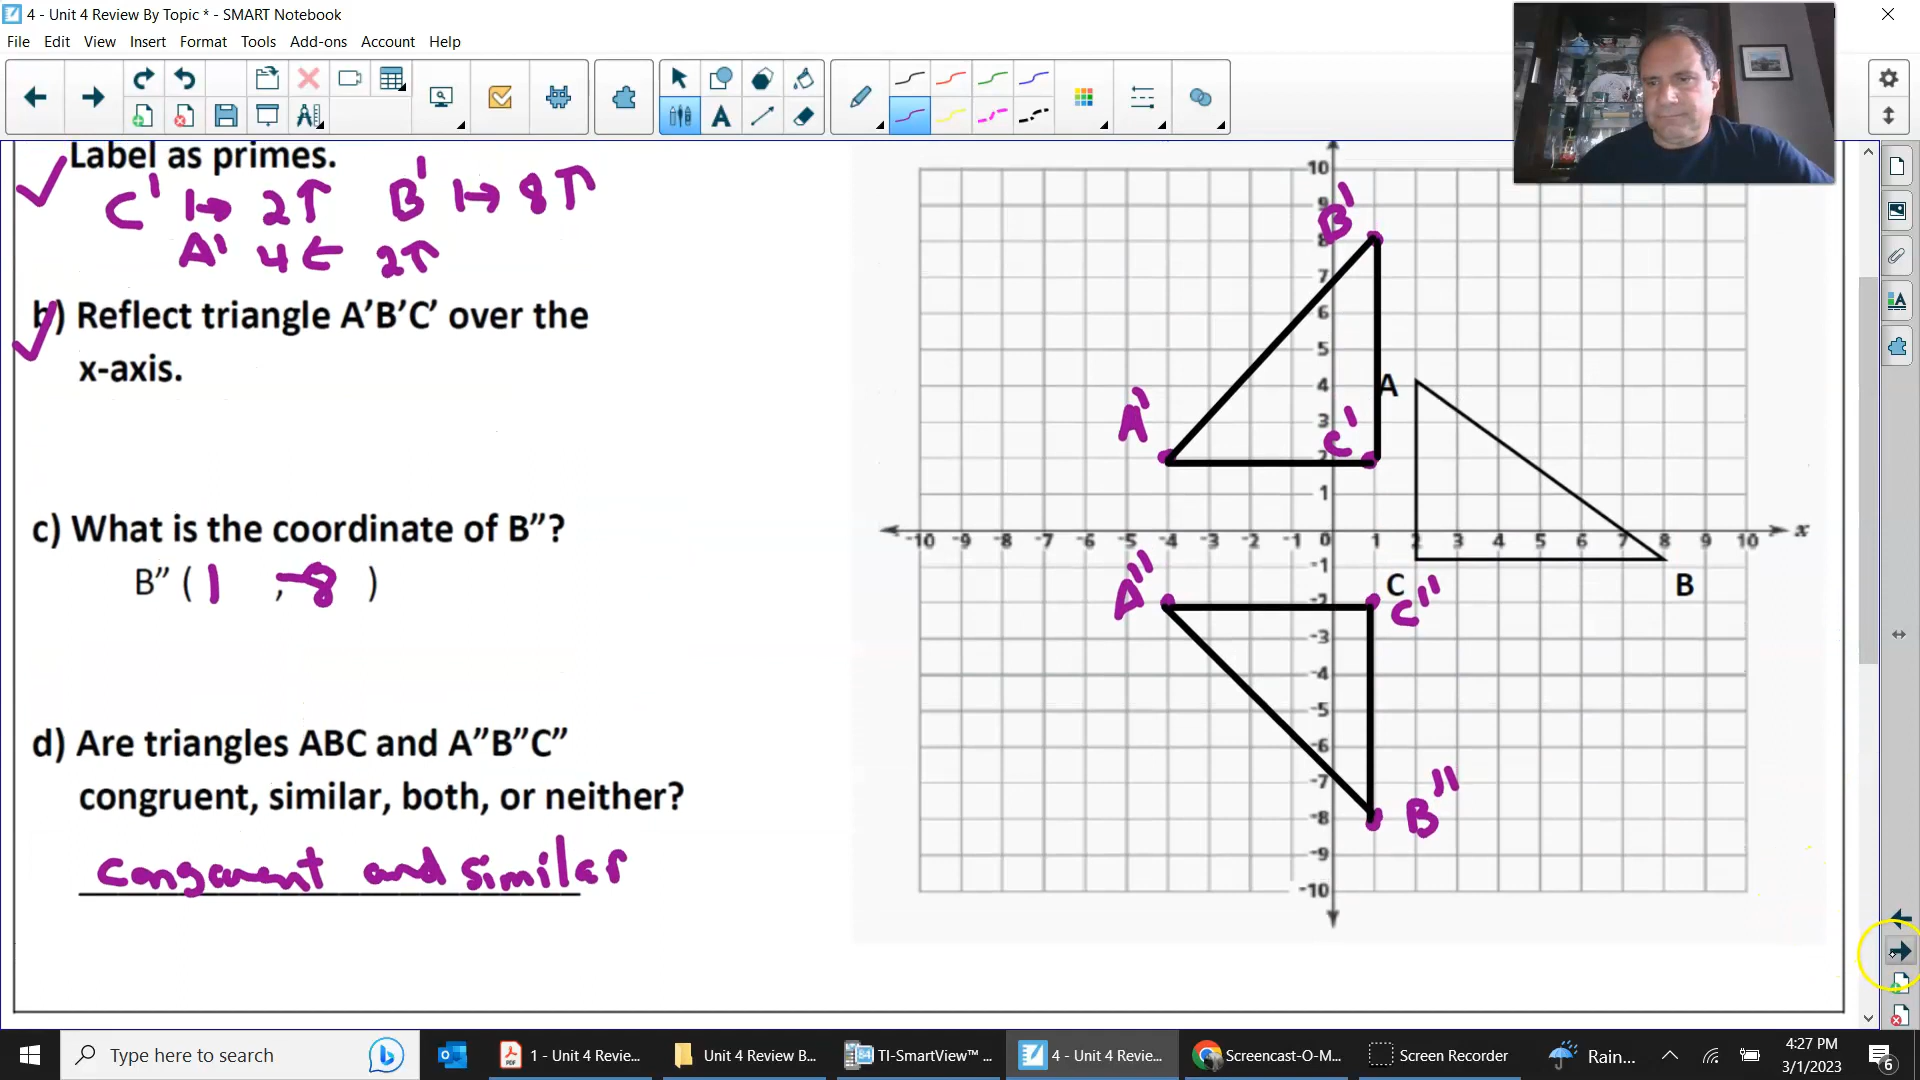 4 - Unit 4 Review By Topic * - SMART Notebook
File Edit View Insert Format Tools Add-ons Account Help
Label as primes.
C' 1→ 2↑ B' 1→ 8↑
A' 4← 2↑
b) Reflect triangle A’B’C’ over the
x-axis.
c) What is the coordinate of B”?
B” ( 1 , -8 )
d) Are triangles ABC and A”B”C”
congruent, similar, both, or neither?
congruent and similar
10
9
B'
8
7
6
5
4 A
A'
3 C'
2
1
-10 -9 -8 -7 -6 -5 -4 -3 -2 -1 0 1 2 3 4 5 6 7 8 9 10 x
-1
C B
A" -2 C"
-3
-4
-5
-6
-7
-8 B"
-9
-10
Type here to search
1 - Unit 4 Revie...
Unit 4 Review B...
84
TI-SmartView™ ...
4 - Unit 4 Revie...
Screencast-O-M...
Screen Recorder
Rain...
4:27 PM
3/1/2023
6